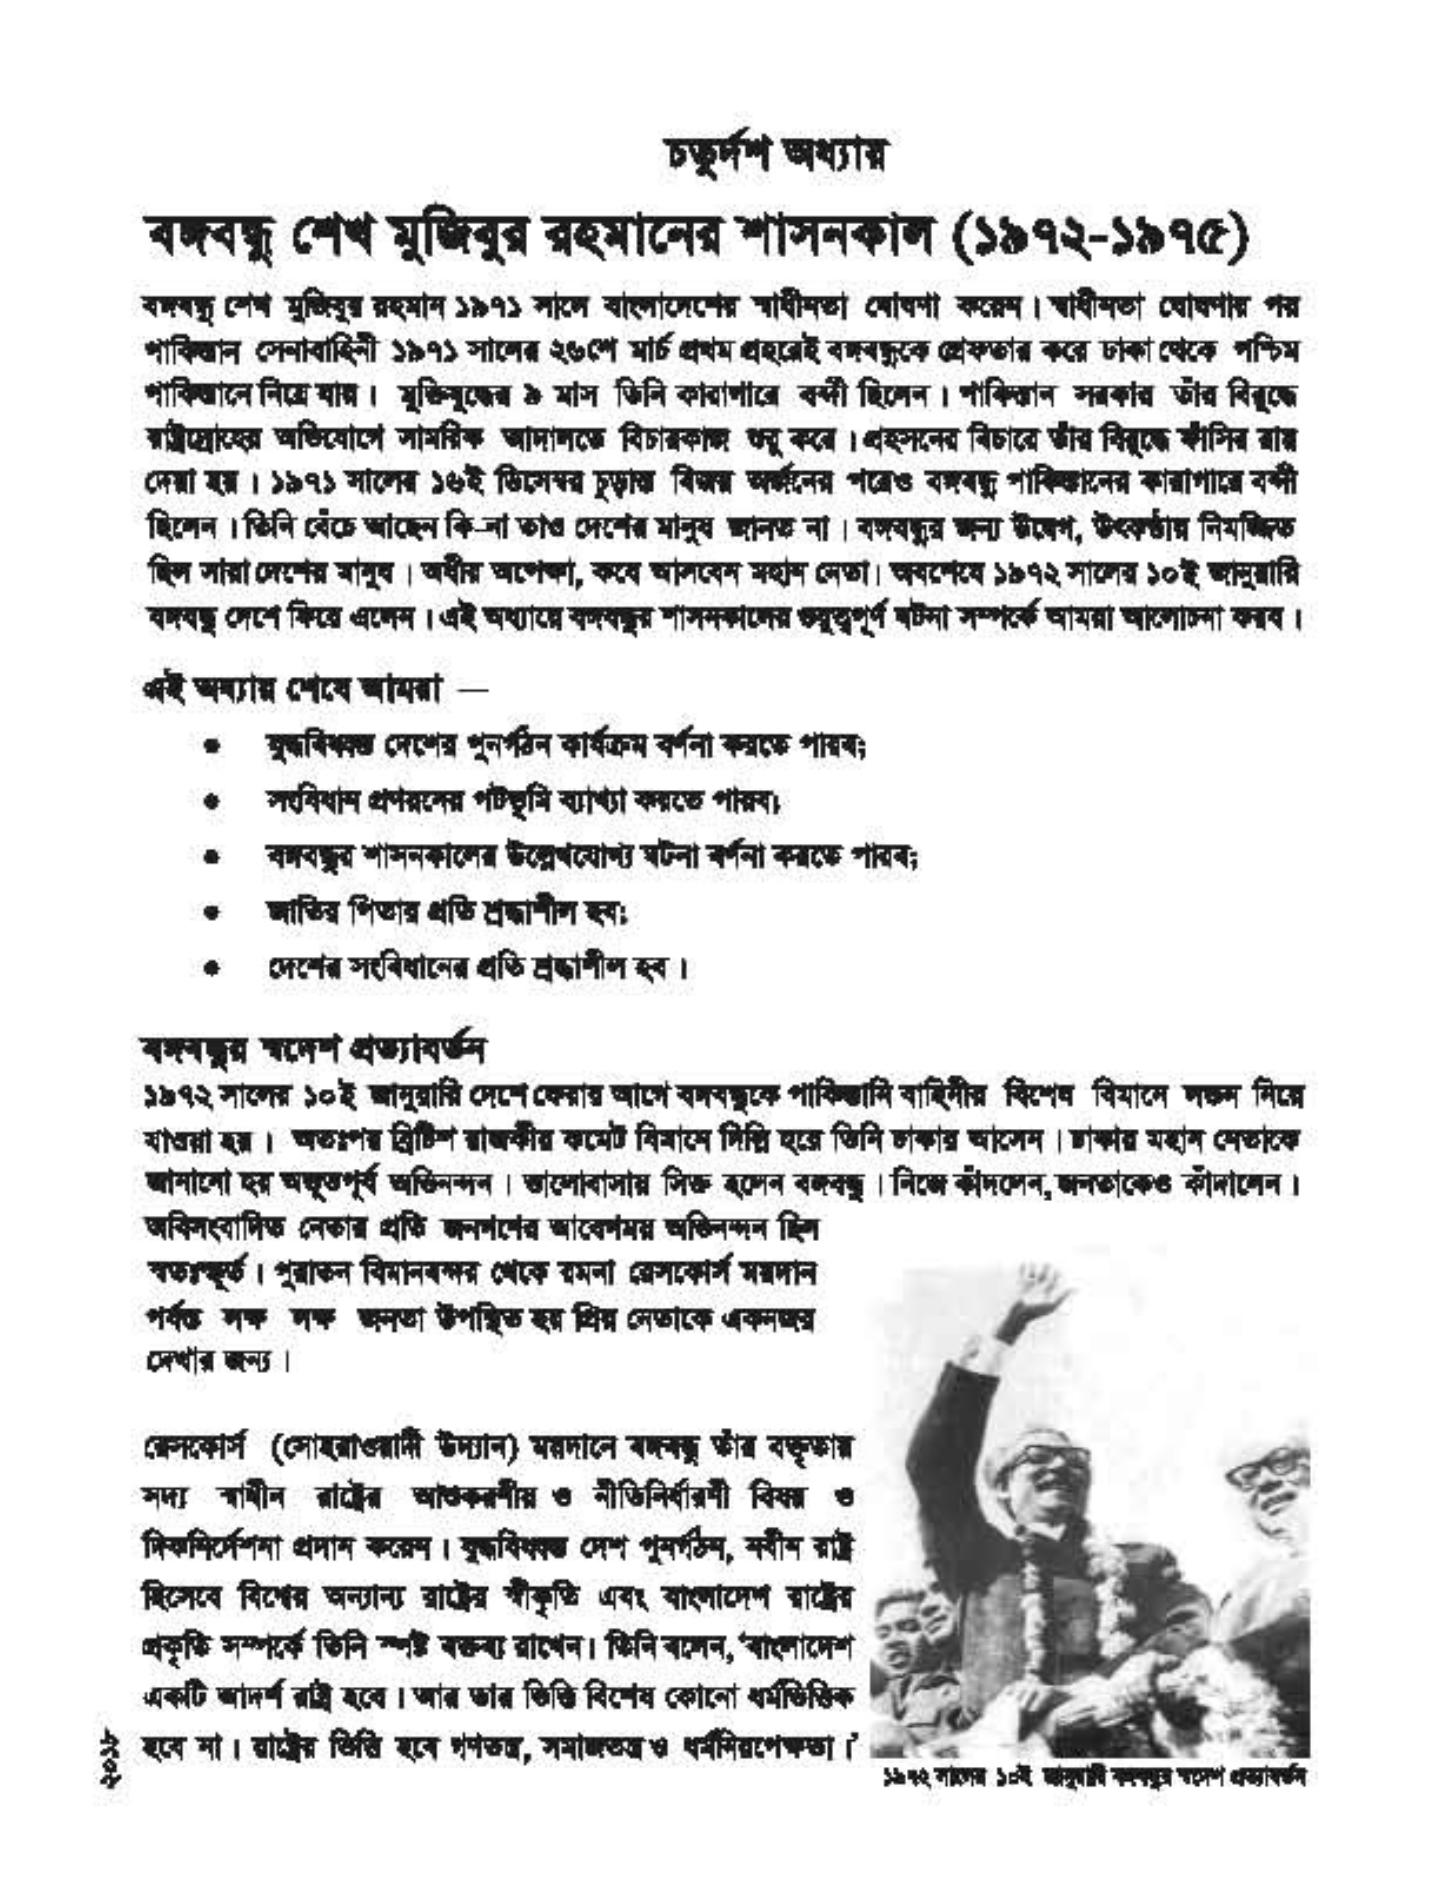 চতুর্দশ অধ্যায়
বঙ্গবন্ধু শেখ মুজিবুর রহমানের শাসনকাল (১৯৭২-১৯৭৫)
বঙ্গবন্ধু শেখ মুজিবুর রহমান ১৯৭১ সালে বাংলাদেশের স্বাধীনতা ঘোষণা করেন। স্বাধীনতা ঘোষণার পর
পাকিস্তান সেনাবাহিনী ১৯৭১ সালের ২৬শে মার্চ প্রথম প্রহরেই বঙ্গবন্ধুকে গ্রেফতার করে ঢাকা থেকে পশ্চিম
পাকিস্তানে নিয়ে যায়। মুক্তিযুদ্ধের ৯ মাস তিনি কারাগারে বন্দী ছিলেন। পাকিস্তান সরকার তাঁর বিরুদ্ধে
রাষ্ট্রদ্রোহের অভিযোগে সামরিক আদালতে বিচারকাজ শুরু করে। প্রহসনের বিচারে তাঁর বিরুদ্ধে ফাঁসির রায়
দেয়া হয়। ১৯৭১ সালের ১৬ই ডিসেম্বর চূড়ান্ত বিজয় অর্জনের পরেও বঙ্গবন্ধু পাকিস্তানের কারাগারে বন্দী
ছিলেন। তিনি বেঁচে আছেন কি-না তাও দেশের মানুষ জানত না। বঙ্গবন্ধুর জন্য উদ্বেগ, উৎকণ্ঠায় নিমজ্জিত
ছিল সারা দেশের মানুষ। অধীর অপেক্ষা, কবে আসবেন মহান নেতা। অবশেষে ১৯৭২ সালের ১০ই জানুয়ারি
বঙ্গবন্ধু দেশে ফিরে এলেন। এই অধ্যায়ে বঙ্গবন্ধুর শাসনকালের গুরুত্বপূর্ণ ঘটনা সম্পর্কে আমরা আলোচনা করব।
এই অধ্যায় শেষে আমরা —
• যুদ্ধবিধ্বস্ত দেশের পুনর্গঠন কার্যক্রম বর্ণনা করতে পারব;
• সংবিধান প্রণয়নের পটভূমি ব্যাখ্যা করতে পারব;
• বঙ্গবন্ধুর শাসনকালের উল্লেখযোগ্য ঘটনা বর্ণনা করতে পারব;
• জাতির পিতার প্রতি শ্রদ্ধাশীল হব;
• দেশের সংবিধানের প্রতি শ্রদ্ধাশীল হব।
বঙ্গবন্ধুর স্বদেশ প্রত্যাবর্তন
১৯৭২ সালের ১০ই জানুয়ারি দেশে ফেরার আগে বঙ্গবন্ধুকে পাকিস্তানি বাহিনীর বিশেষ বিমানে লন্ডন নিয়ে
যাওয়া হয়। অতঃপর ব্রিটিশ রাজকীয় কমেট বিমানে দিল্লি হয়ে তিনি ঢাকায় আসেন। ঢাকায় মহান নেতাকে
জানানো হয় অভূতপূর্ব অভিনন্দন। ভালোবাসায় সিক্ত হলেন বঙ্গবন্ধু। নিজে কাঁদলেন, জনতাকেও কাঁদালেন।
অবিসংবাদিত নেতার প্রতি জনগণের আবেগময় অভিনন্দন ছিল
স্বতঃস্ফূর্ত। পুরাতন বিমানবন্দর থেকে রমনা রেসকোর্স ময়দান
পর্যন্ত লক্ষ লক্ষ জনতা উপস্থিত হয় প্রিয় নেতাকে একনজর
দেখার জন্য।
রেসকোর্স (সোহরাওয়ার্দী উদ্যান) ময়দানে বঙ্গবন্ধু তাঁর বক্তৃতায়
সদ্য স্বাধীন রাষ্ট্রের আশুকরণীয় ও নীতিনির্ধারণী বিষয় ও
দিকনির্দেশনা প্রদান করেন। যুদ্ধবিধ্বস্ত দেশ পুনর্গঠন, নবীন রাষ্ট্র
হিসেবে বিশ্বের অন্যান্য রাষ্ট্রের স্বীকৃতি এবং বাংলাদেশ রাষ্ট্রের
প্রকৃতি সম্পর্কে তিনি স্পষ্ট বক্তব্য রাখেন। তিনি বলেন, ‘বাংলাদেশ
একটি আদর্শ রাষ্ট্র হবে। আর তার ভিত্তি বিশেষ কোনো ধর্মভিত্তিক
হবে না। রাষ্ট্রের ভিত্তি হবে গণতন্ত্র, সমাজতন্ত্র ও ধর্মনিরপেক্ষতা।’
১৯৭২ সালের ১০ই জানুয়ারি বঙ্গবন্ধুর স্বদেশ প্রত্যাবর্তন
২০১৮